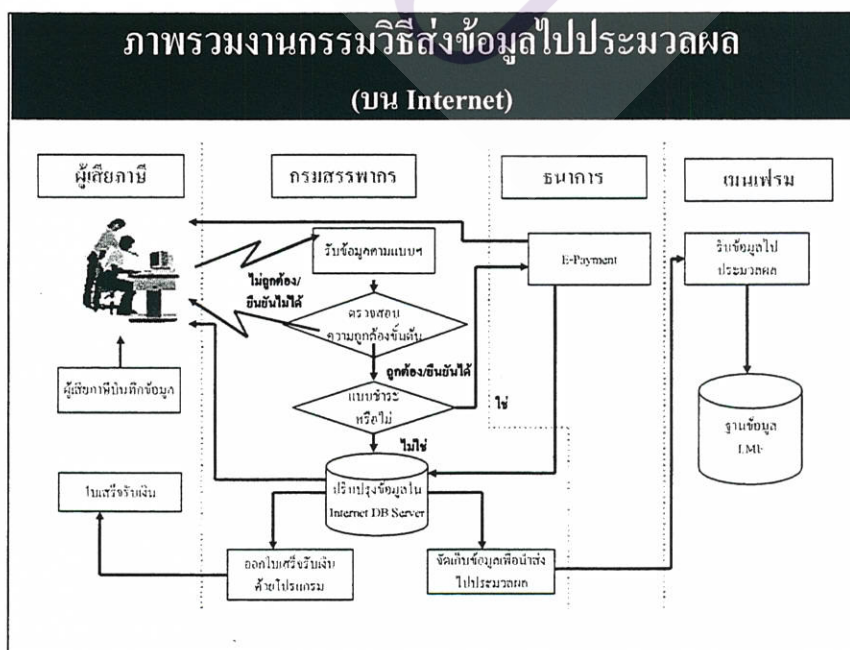 ภาพรวมงานกรรมวิธีส่งข้อมูลไปประมวลผล
(บน Internet)
ผู้เสียภาษี
กรมสรรพากร
ธนาคาร
เมนเฟรม
รับข้อมูลตามแบบฯ
E-Payment
รับข้อมูลไป
ประมวลผล
ไม่ถูกต้อง/
ยืนยันไม่ได้
ตรวจสอบ
ความถูกต้องขั้นต้น
ถูกต้อง/ยืนยันได้
ผู้เสียภาษีบันทึกข้อมูล
แบบชำระ
หรือไม่
ใช่
ไม่ใช่
ฐานข้อมูล
ใบเสร็จรับเงิน
ปรับปรุงข้อมูลใน
Internet DB Server
ออกใบเสร็จรับเงิน
ด้วยโปรแกรม
จัดเก็บข้อมูลเพื่อนำส่ง
ไปประมวลผล